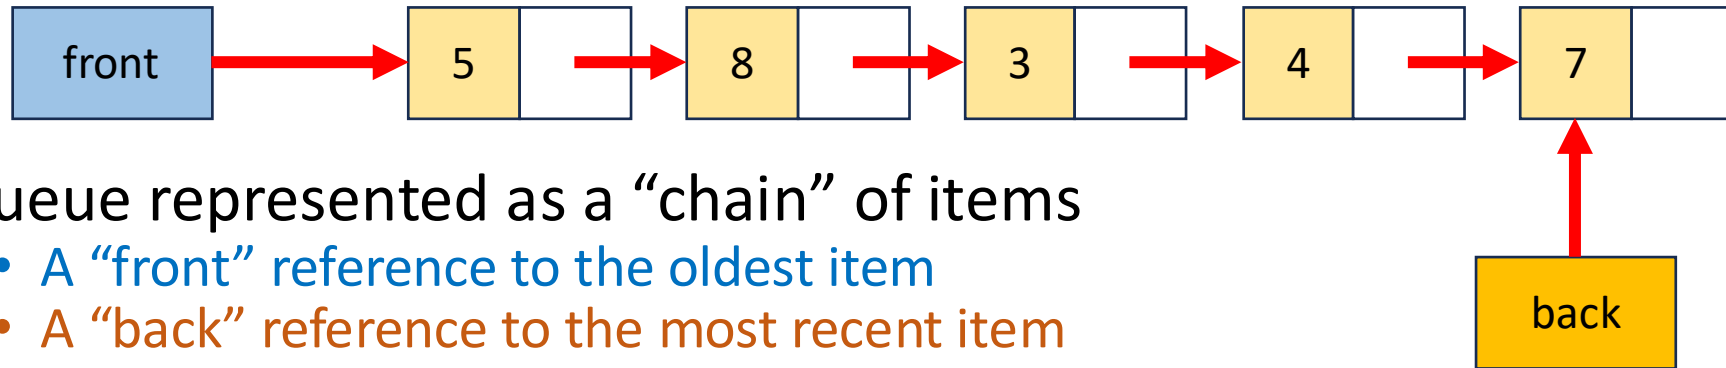 front 5 8 3 4 7
ueue represented as a “chain” of items
• A “front” reference to the oldest item
• A “back” reference to the most recent item
back